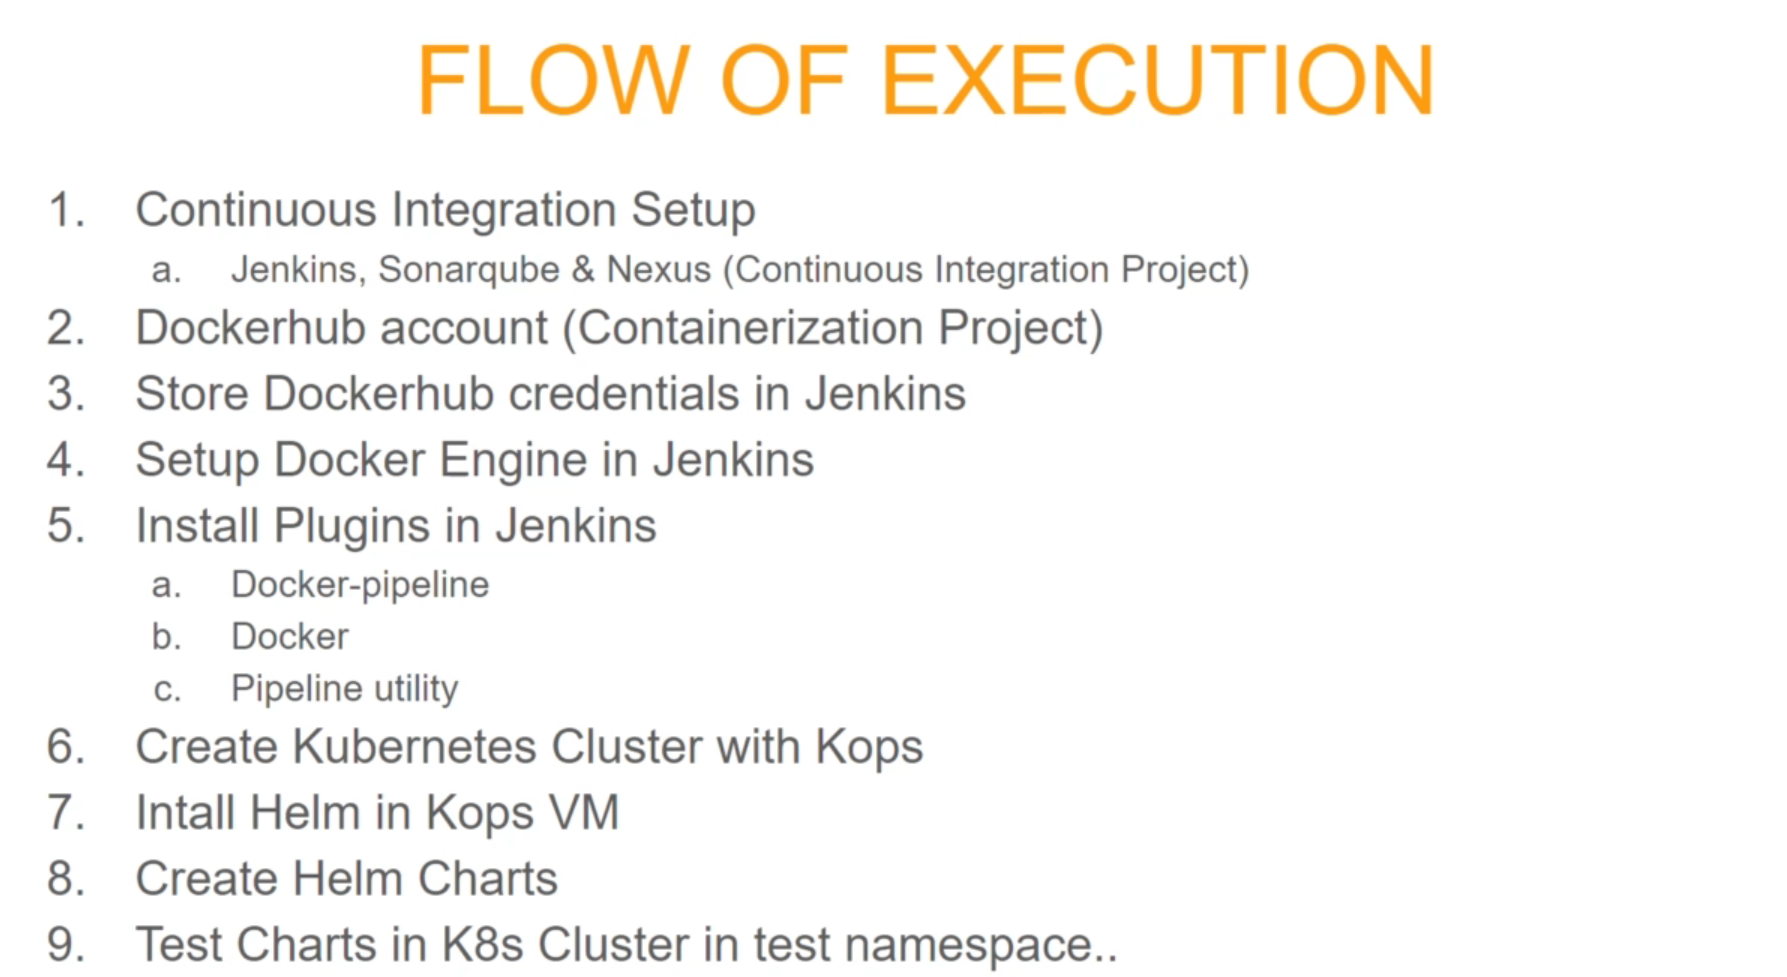 FLOW OF EXECUTION
1. Continuous Integration Setup
a. Jenkins, Sonarqube & Nexus (Continuous Integration Project)
2. Dockerhub account (Containerization Project)
3. Store Dockerhub credentials in Jenkins
4. Setup Docker Engine in Jenkins
5. Install Plugins in Jenkins
a. Docker-pipeline
b. Docker
c. Pipeline utility
6. Create Kubernetes Cluster with Kops
7. Intall Helm in Kops VM
8. Create Helm Charts
9. Test Charts in K8s Cluster in test namespace..